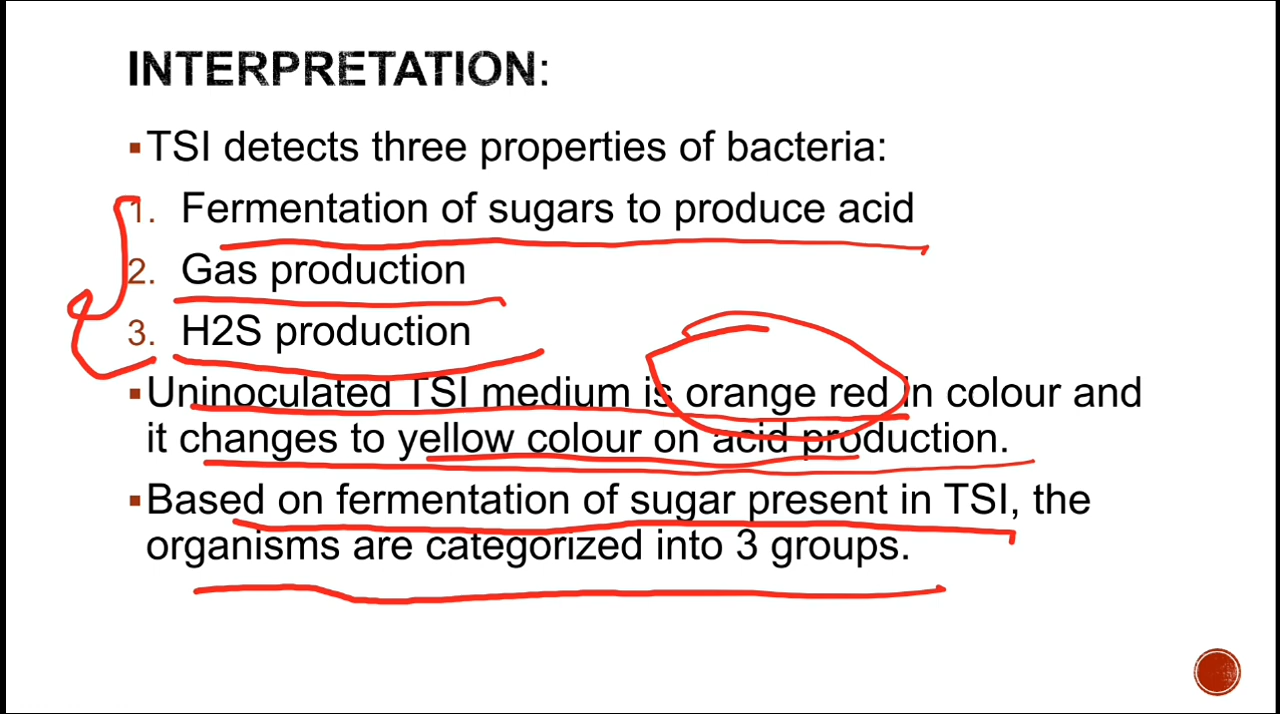 INTERPRETATION:
▪TSI detects three properties of bacteria:
1. Fermentation of sugars to produce acid
2. Gas production
3. H2S production
▪Uninoculated TSI medium is orange red in colour and
it changes to yellow colour on acid production.
▪Based on fermentation of sugar present in TSI, the
organisms are categorized into 3 groups.